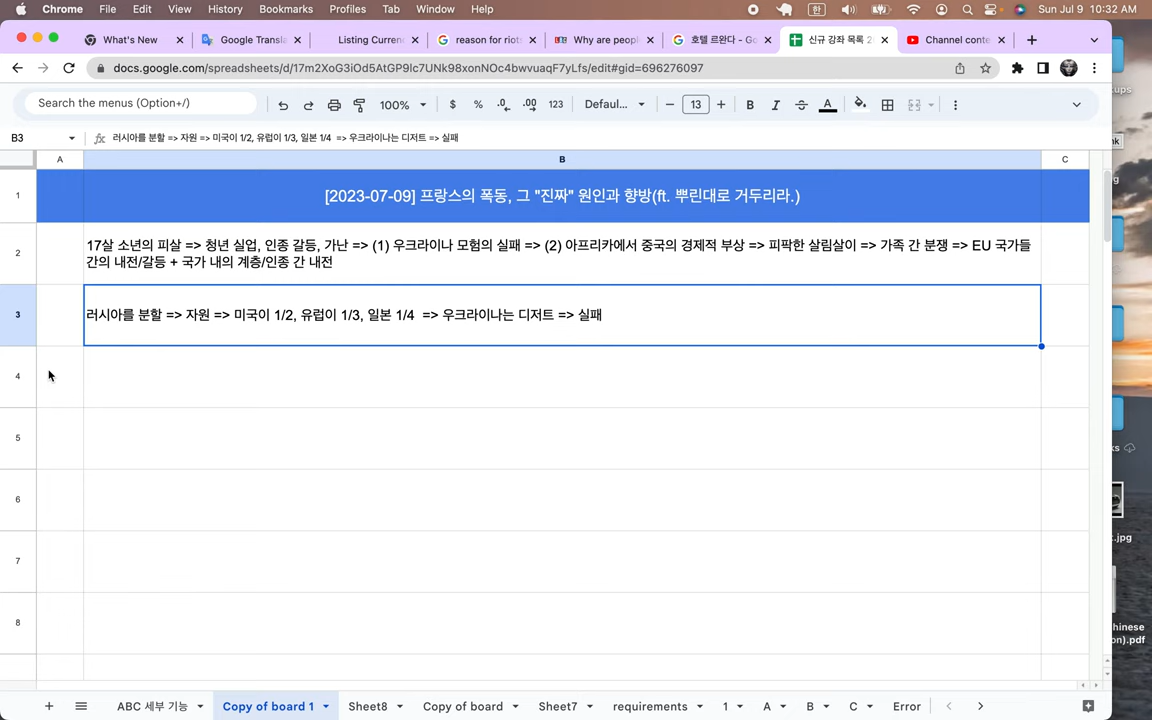 Chrome File Edit View History Bookmarks Profiles Tab Window Help 한 Sun Jul 9 10:32 AM
What's New Google Transla Listing Curren reason for riots Why are peopl 호텔 르완다 - Go 신규 강좌 목록 2 Channel conte
docs.google.com/spreadsheets/d/17m2XoG3iOd5AtGP9lc7UNk98xonNOc4bwvuaqF7yLfs/edit#gid=696276097
Search the menus (Option+/) 100% $ % .0 .00 123 Defaul... 13 B I S A
B3 fx 러시아를 분할 => 자원 => 미국이 1/2, 유럽이 1/3, 일본 1/4 => 우크라이나는 디저트 => 실패
A B C
1 [2023-07-09] 프랑스의 폭동, 그 "진짜" 원인과 향방(ft. 뿌린대로 거두리라.)
2 17살 소년의 피살 => 청년 실업, 인종 갈등, 가난 => (1) 우크라이나 모험의 실패 => (2) 아프리카에서 중국의 경제적 부상 => 피팍한 살림살이 => 가족 간 분쟁 => EU 국가들
간의 내전/갈등 + 국가 내의 계층/인종 간 내전
3 러시아를 분할 => 자원 => 미국이 1/2, 유럽이 1/3, 일본 1/4 => 우크라이나는 디저트 => 실패
4
5
6
7
8
ABC 세부 기능 Copy of board 1 Sheet8 Copy of board Sheet7 requirements 1 A B C Error
ckups
nk
g
ks
.jpg
hinese
on).pdf